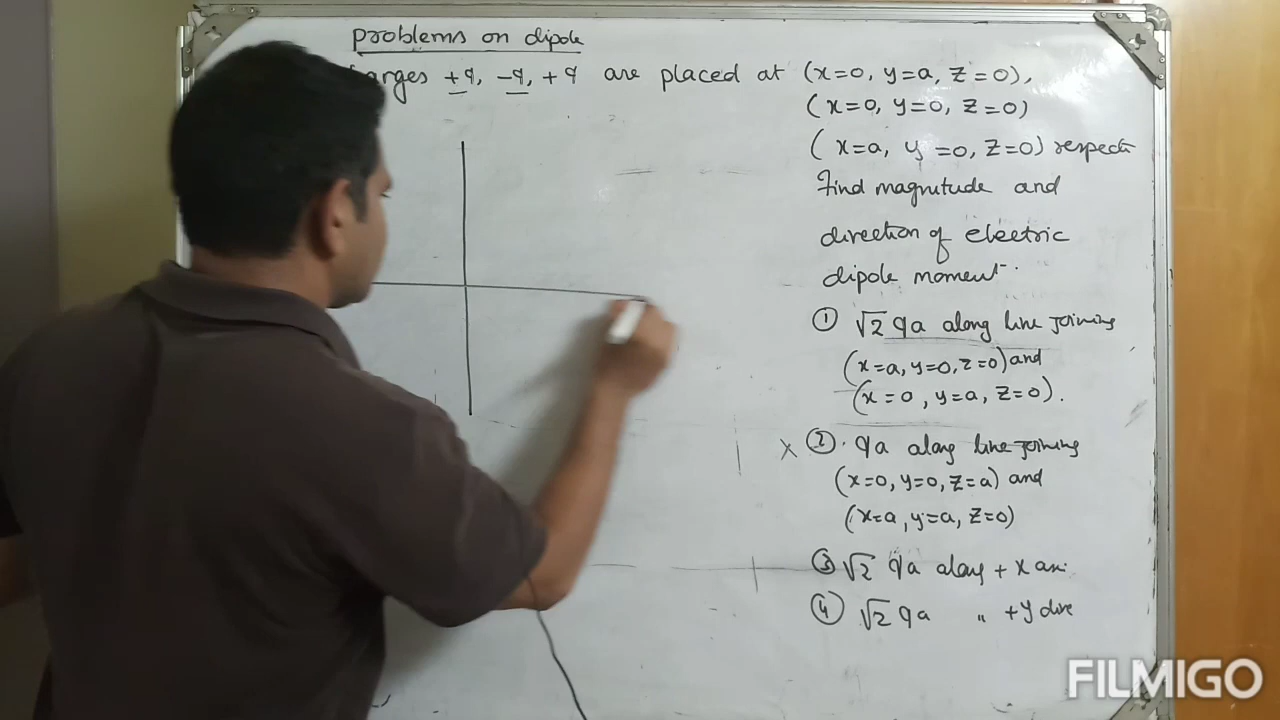 problems on dipole
+q, -q, +q are placed at (x=0, y=a, z=0),
(x=0, y=0, z=0)
(x=a, y=0, z=0) respect
Find magnitude and
direction of electric
dipole moment.
① √2 qa along line joining
(x=a, y=0, z=0) and
(x=0, y=a, z=0).
X ②. qa along line joining
(x=0, y=0, z=a) and
(x=a, y=a, z=0)
③ √2 qa along +x axi
④ √2 qa " +y dire
FILMIGO